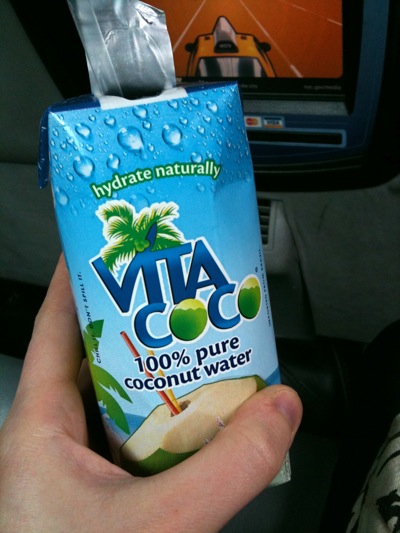 hydrate naturally
VITA
COCO
100% pure
coconut water